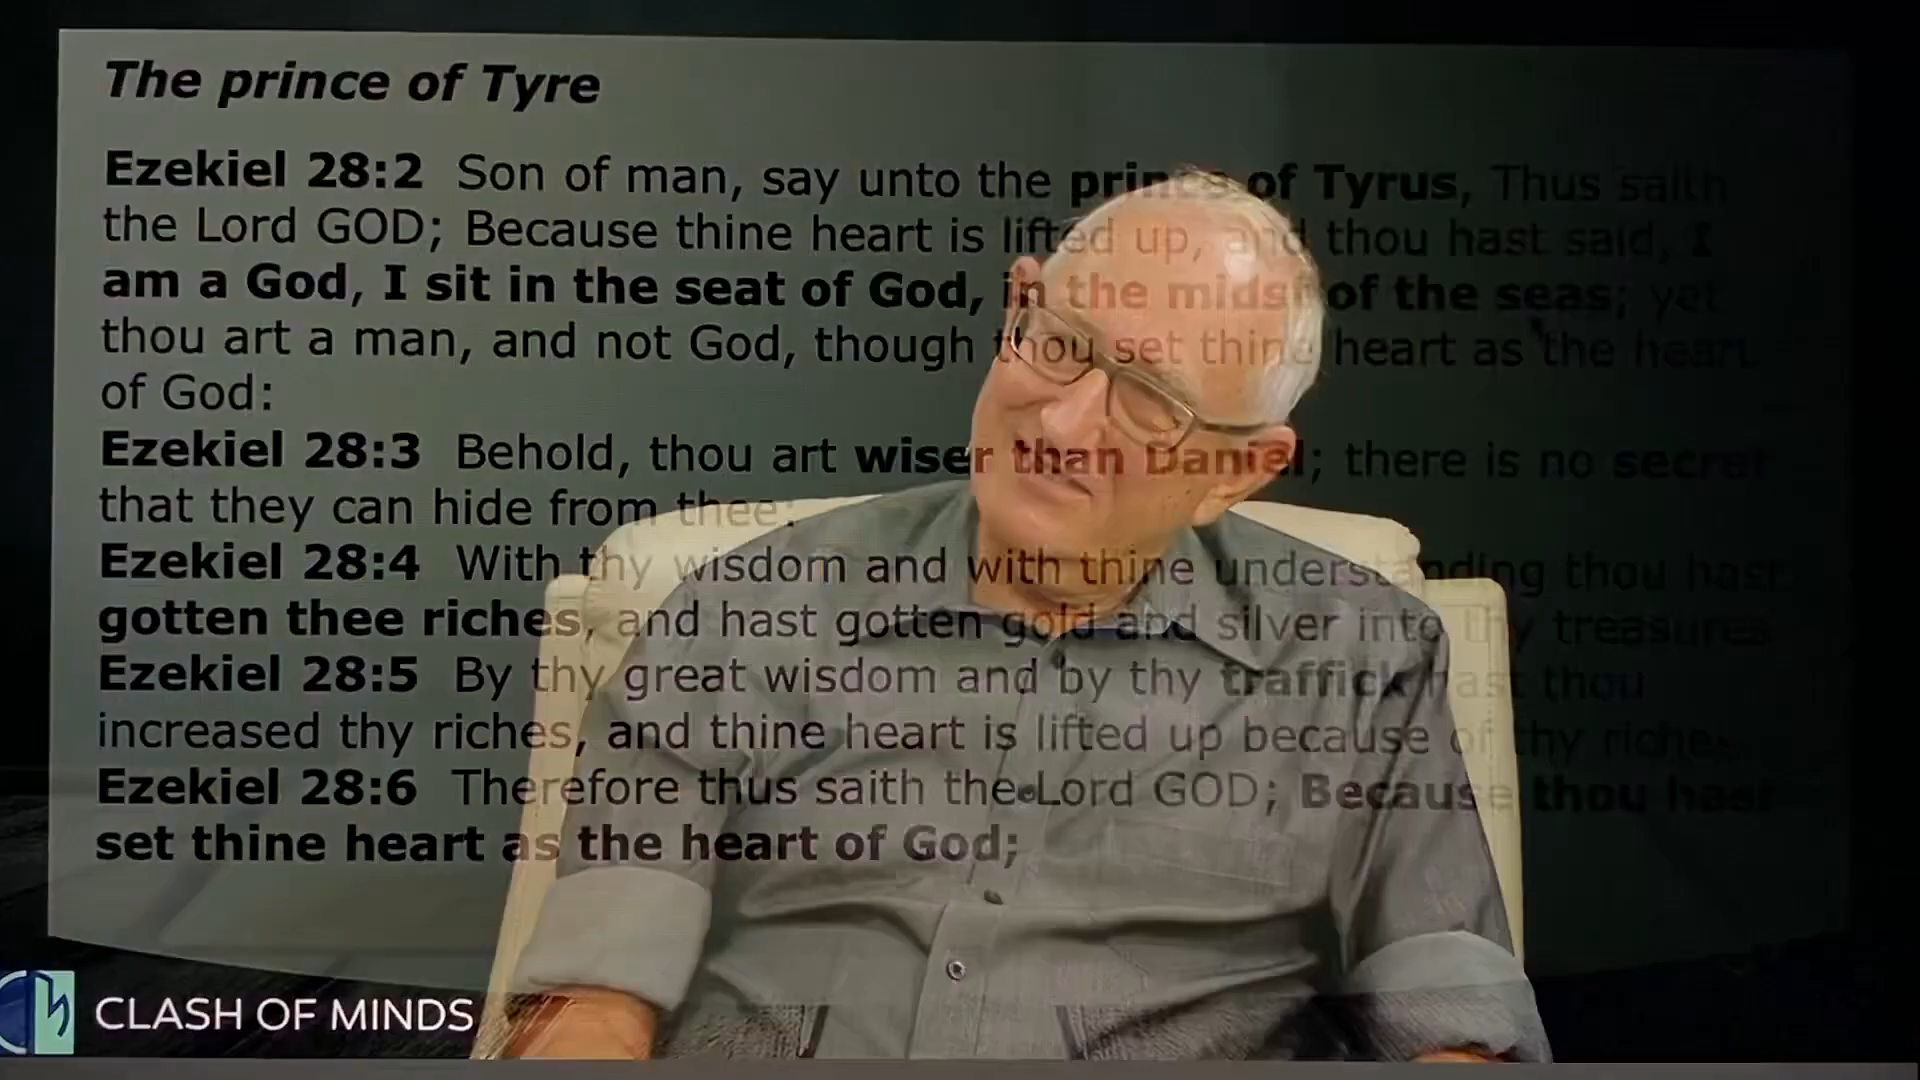 The prince of Tyre
Ezekiel 28:2 Son of man, say unto the prince of Tyrus, Thus saith
the Lord GOD; Because thine heart is lifted up, and thou hast said, I
am a God, I sit in the seat of God, in the midst of the seas; yet
thou art a man, and not God, though thou set thine heart as the heart
of God:
Ezekiel 28:3 Behold, thou art wiser than Daniel; there is no secret
that they can hide from thee:
Ezekiel 28:4 With thy wisdom and with thine understanding thou hast
gotten thee riches, and hast gotten gold and silver into thy treasures
Ezekiel 28:5 By thy great wisdom and by thy traffick hast thou
increased thy riches, and thine heart is lifted up because of thy riches
Ezekiel 28:6 Therefore thus saith the Lord GOD; Because thou hast
set thine heart as the heart of God;
CLASH OF MINDS